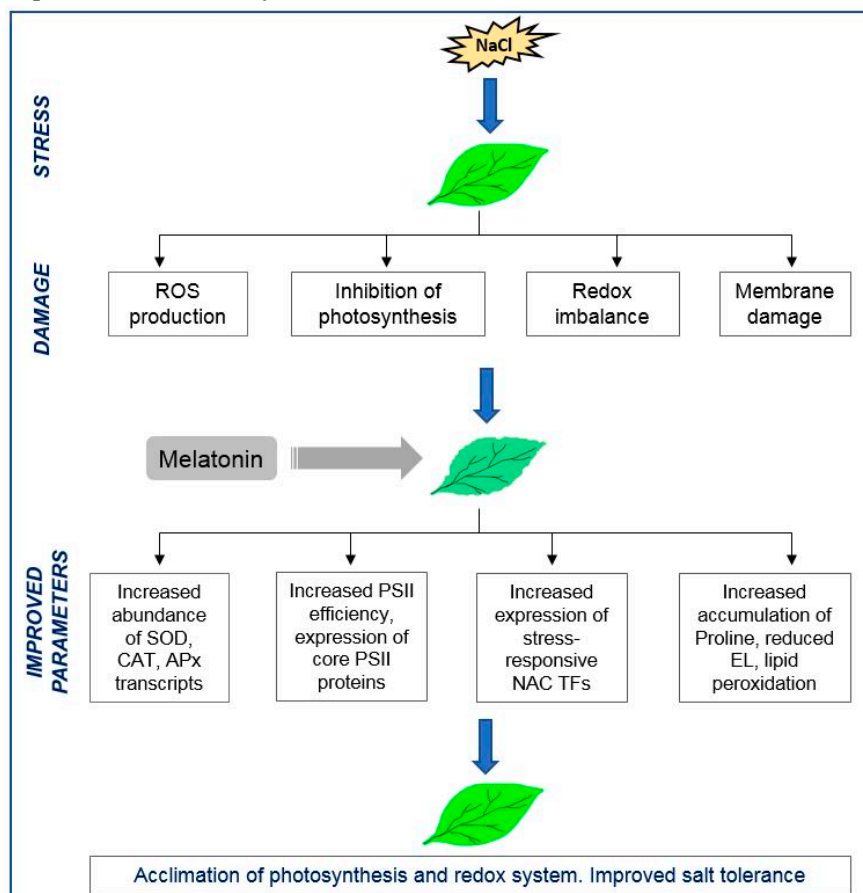 NaCl
STRESS
DAMAGE
ROS
production
Inhibition of
photosynthesis
Redox
imbalance
Membrane
damage
Melatonin
IMPROVED
PARAMETERS
Increased
abundance
of SOD,
CAT, APx
transcripts
Increased PSII
efficiency,
expression of
core PSII
proteins
Increased
expression of
stress-
responsive
NAC TFs
Increased
accumulation of
Proline, reduced
EL, lipid
peroxidation
Acclimation of photosynthesis and redox system. Improved salt tolerance